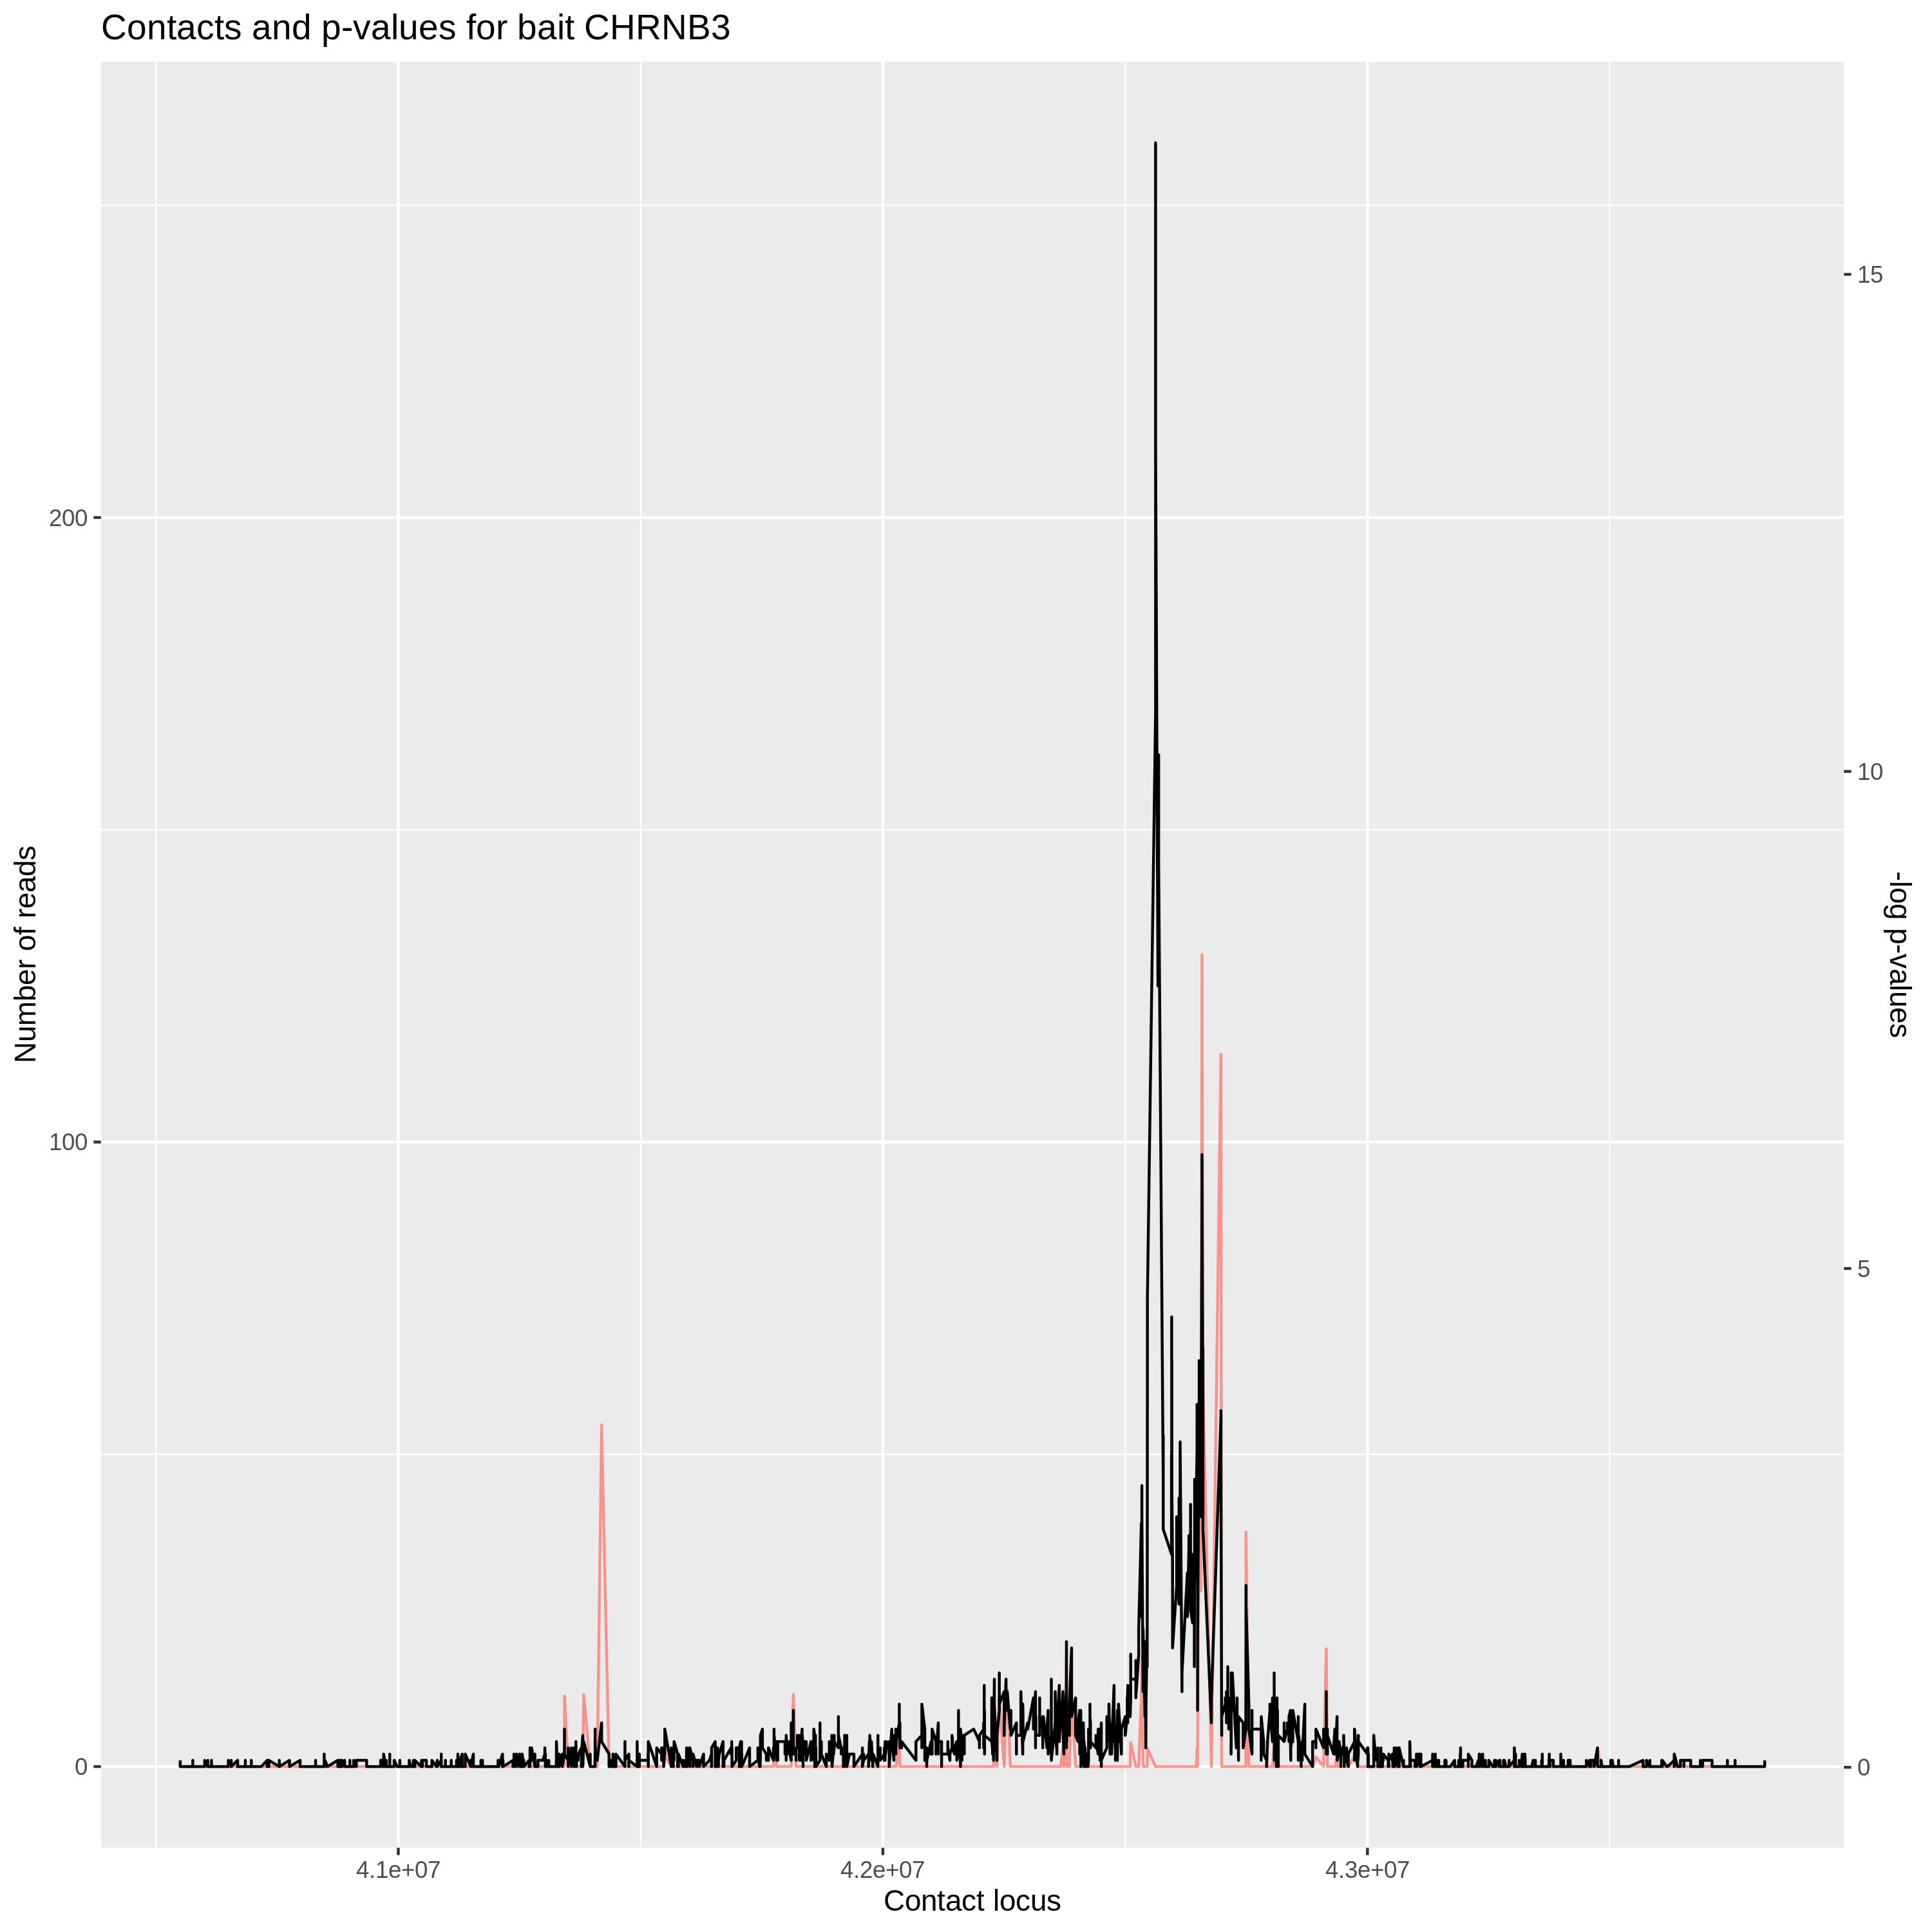 Contacts and p-values for bait CHRNB3
Number of reads
200
100
0
15
10
5
0
-log p-values
4.1e+07
4.2e+07
4.3e+07
Contact locus